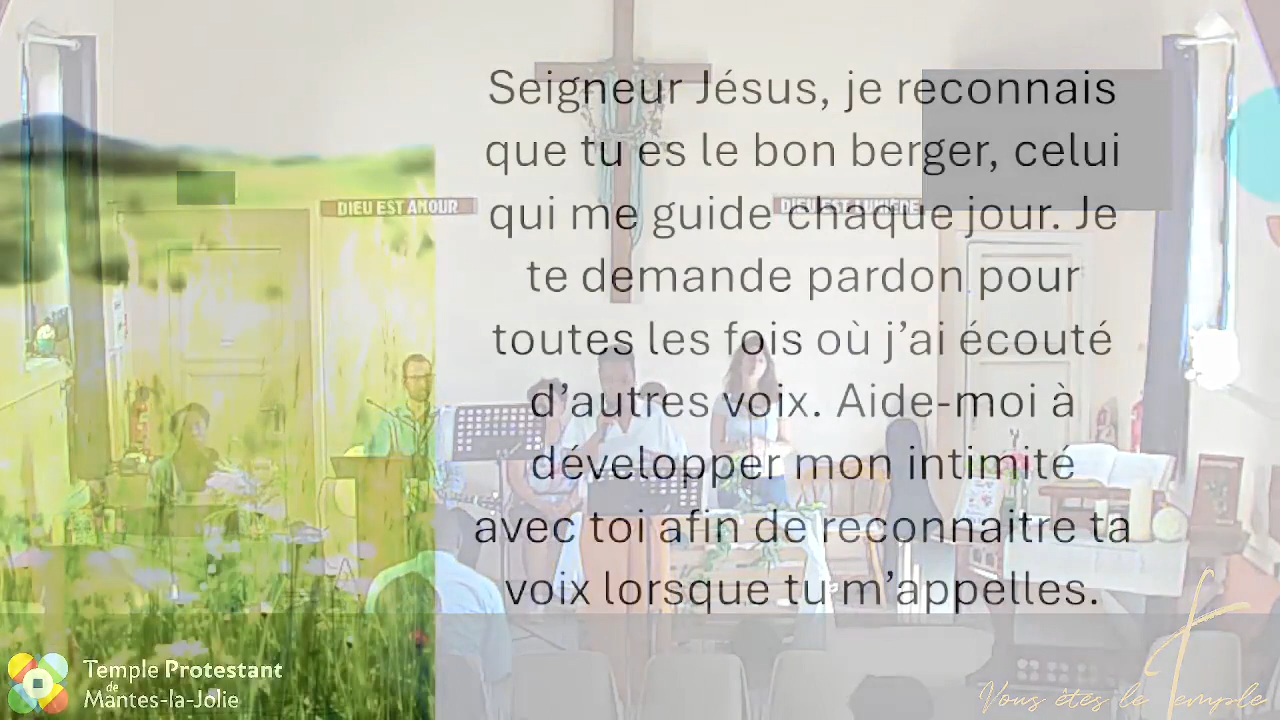 Seigneur Jésus, je reconnais
que tu es le bon berger, celui
qui me guide chaque jour. Je
te demande pardon pour
toutes les fois où j’ai écouté
d’autres voix. Aide-moi à
développer mon intimité
avec toi afin de reconnaitre ta
voix lorsque tu m’appelles.
DIEU EST AMOUR
DIEU EST LUMIÈRE
Temple Protestant
de
Mantes-la-Jolie
Vous êtes le Temple